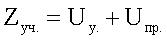 Zуч. = Uу. + Uпр.